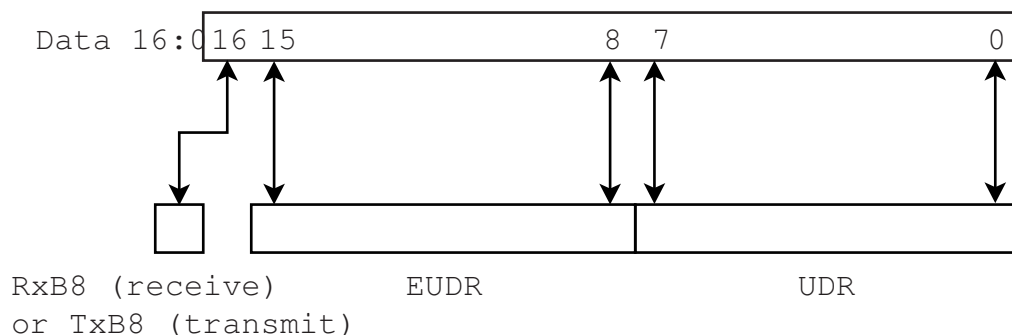 Data 16:0 16 15 8 7 0
RxB8 (receive) EUDR UDR
or TxB8 (transmit)